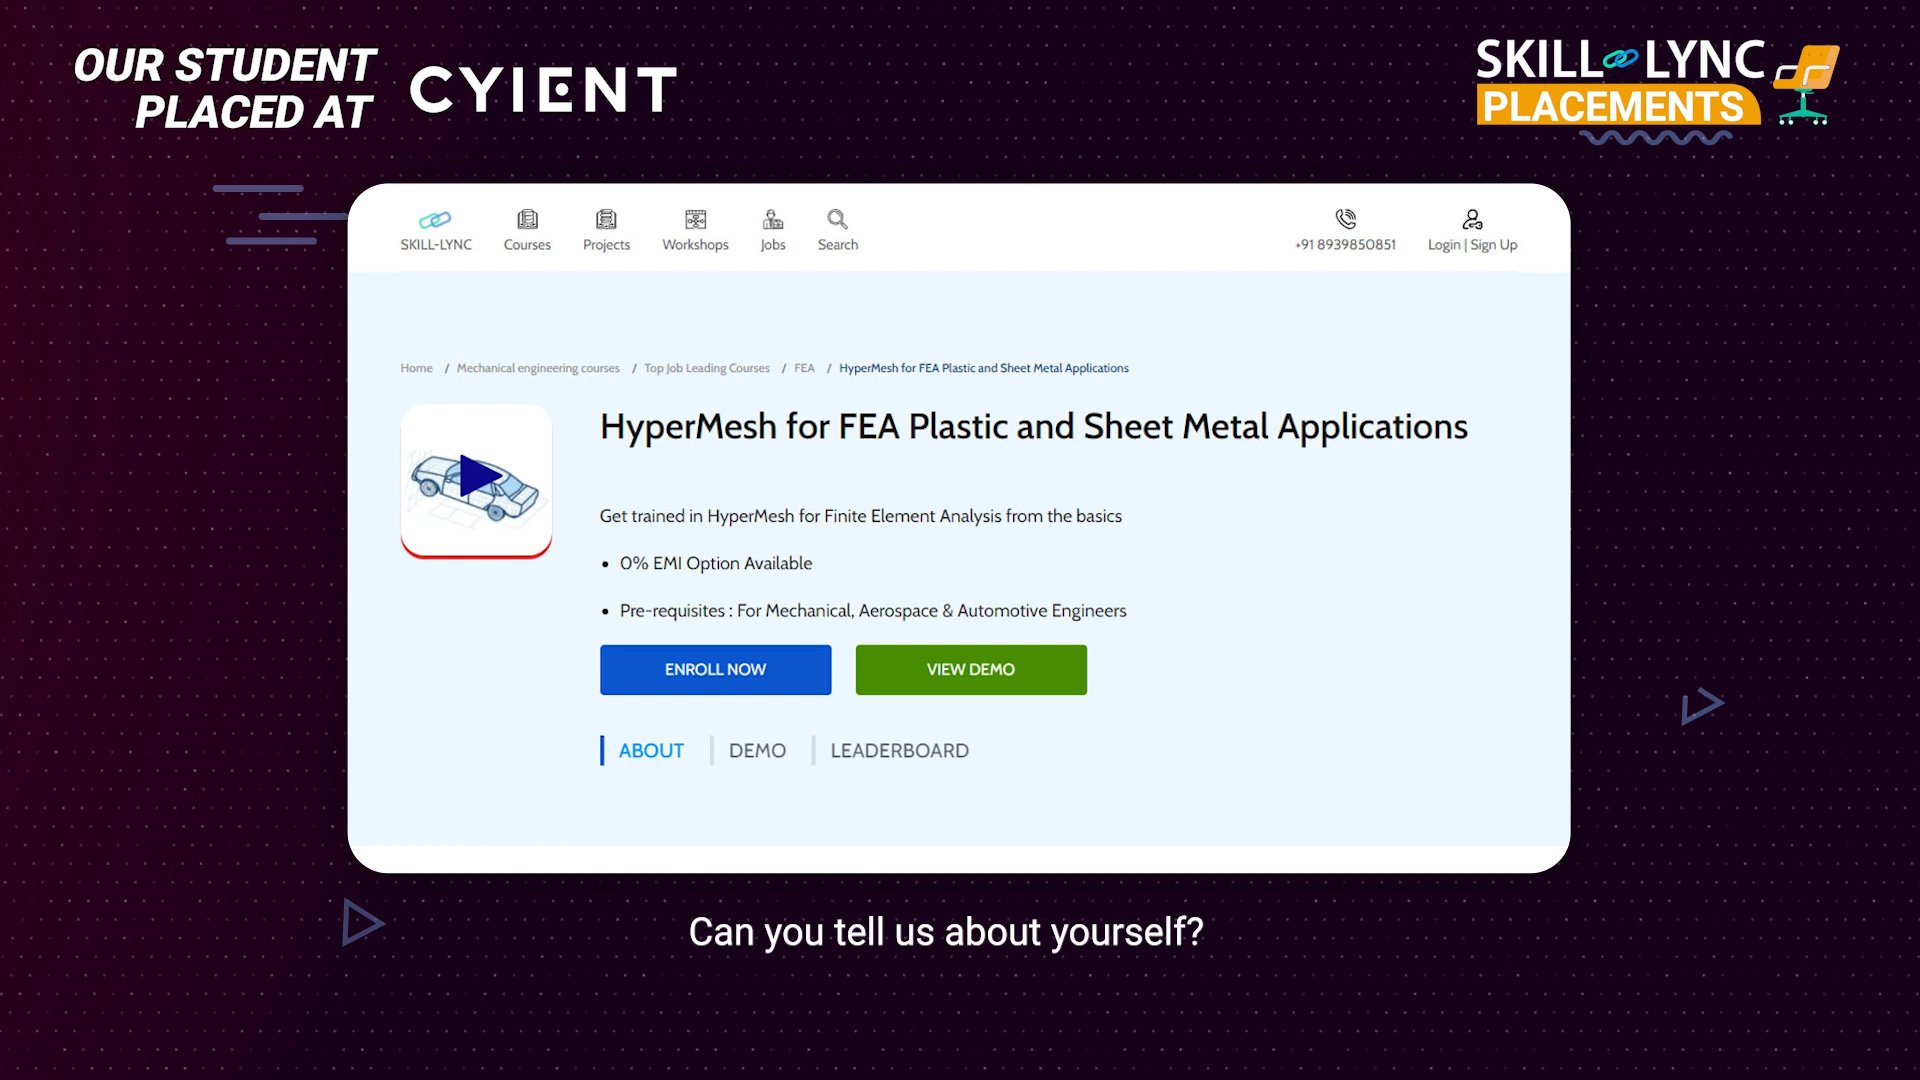 OUR STUDENT
PLACED AT
CYIENT
SKILL LYNC
PLACEMENTS
SKILL-LYNC
Courses
Projects
Workshops
Jobs
Search
+91 8939850851
Login | Sign Up
Home / Mechanical engineering courses / Top Job Leading Courses / FEA / HyperMesh for FEA Plastic and Sheet Metal Applications
HyperMesh for FEA Plastic and Sheet Metal Applications
Get trained in HyperMesh for Finite Element Analysis from the basics
• 0% EMI Option Available
• Pre-requisites : For Mechanical, Aerospace & Automotive Engineers
ENROLL NOW
VIEW DEMO
ABOUT
DEMO
LEADERBOARD
Can you tell us about yourself?